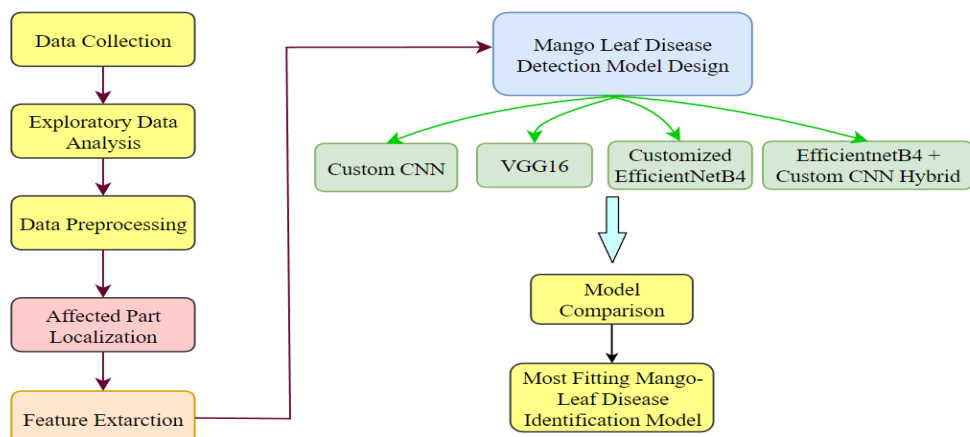 Data Collection
Exploratory Data
Analysis
Data Preprocessing
Affected Part
Localization
Feature Extarction
Mango Leaf Disease
Detection Model Design
Custom CNN
VGG16
Customized
EfficientNetB4
EfficientnetB4 +
Custom CNN Hybrid
Model
Comparison
Most Fitting Mango-
Leaf Disease
Identification Model